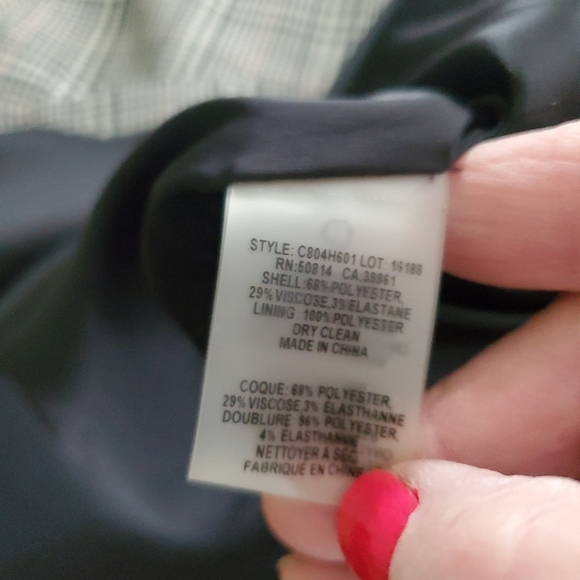 STYLE: C804H601 LOT: 16188
RN:50814 CA:38861
SHELL:68% POLYESTER,
29% VISCOSE,3% ELASTANE
LINING 100% POLYESTER
DRY CLEAN
MADE IN CHINA
COQUE: 68% POLYESTER,
29% VISCOSE 3% ELASTHANNE
DOUBLURE 96% POLYESTER,
4% ELASTHANNE
NETTOYER A SEC
FABRIQUE EN CHINE